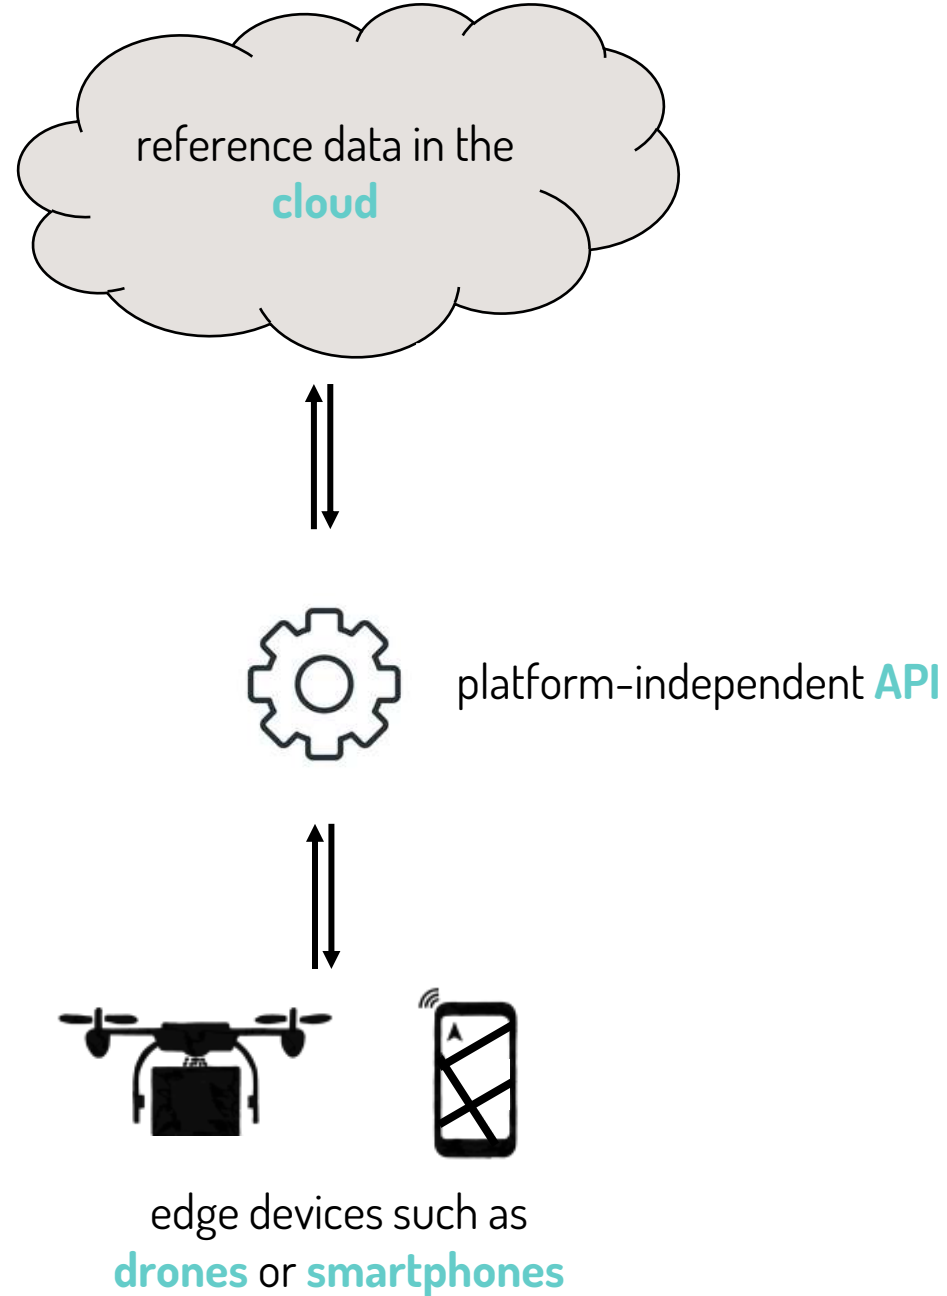 reference data in the
cloud
platform-independent API
edge devices such as
drones or smartphones